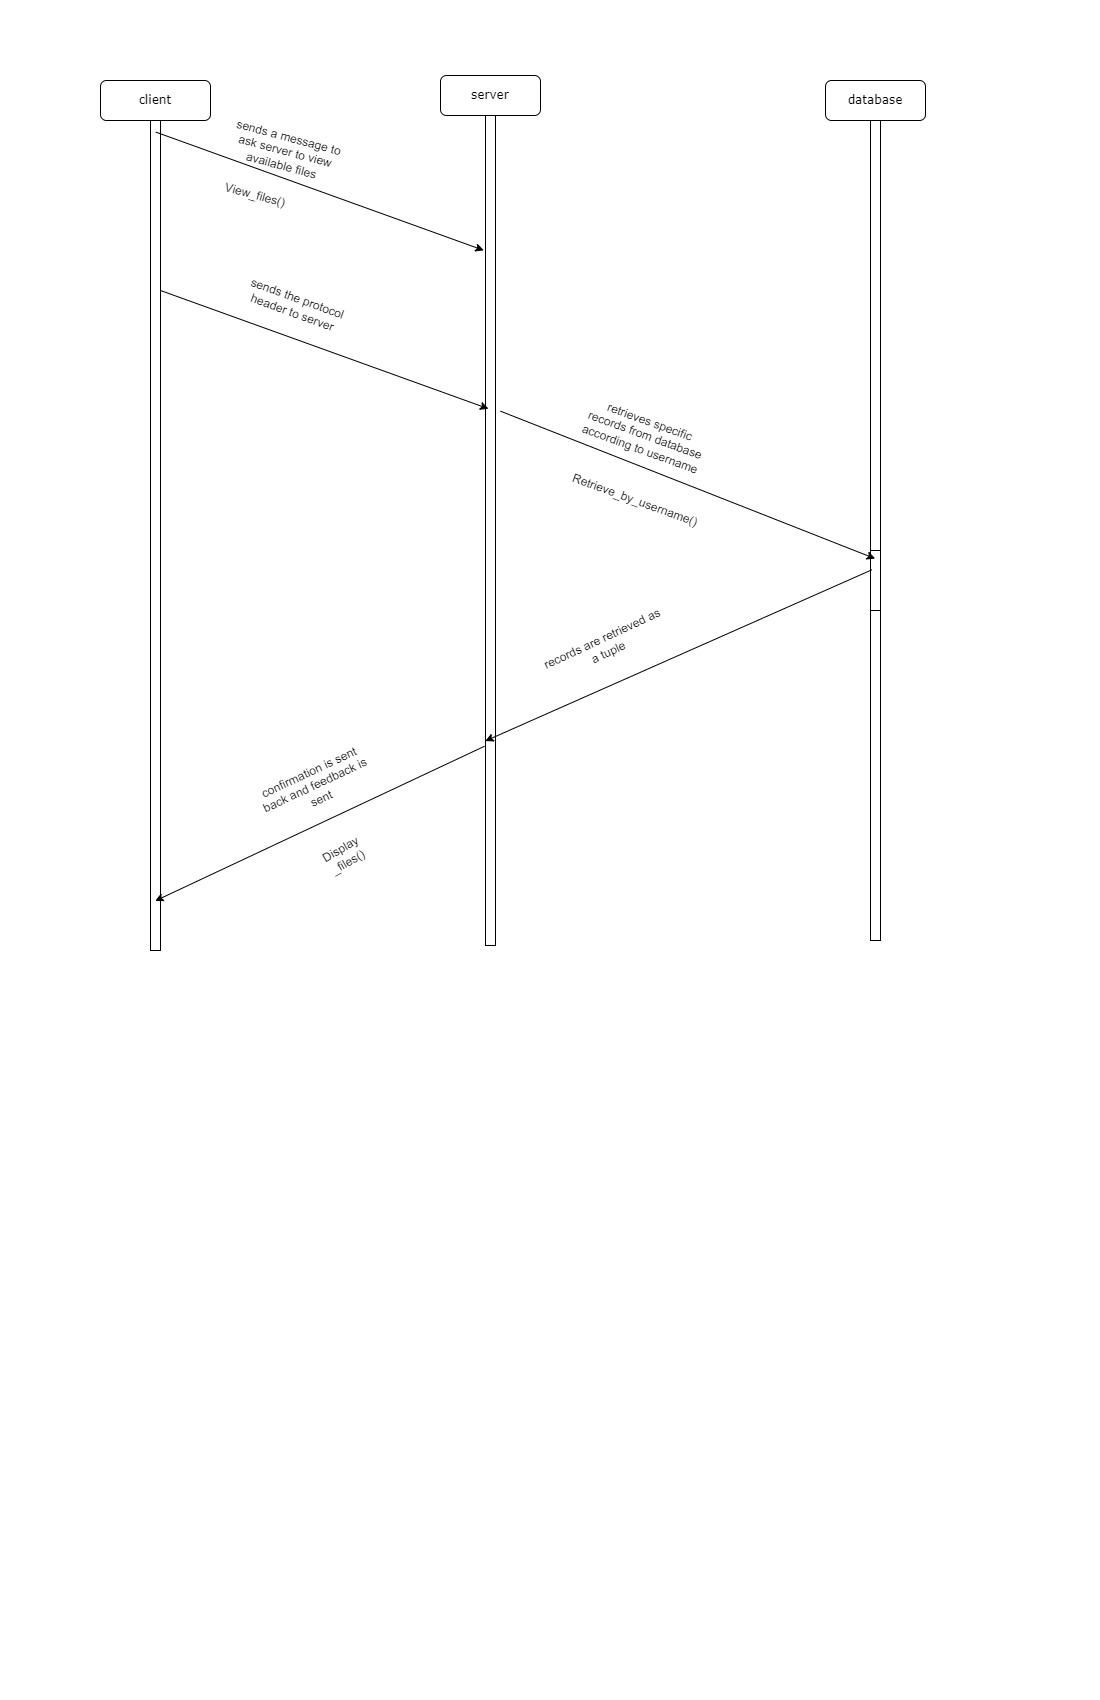 client
server
database
sends a message to
ask server to view
available files
View_files()
sends the protocol
header to server
retrieves specific
records from database
according to username
Retrieve_by_username()
records are retrieved as
a tuple
confirmation is sent
back and feedback is
sent
Display
_files()